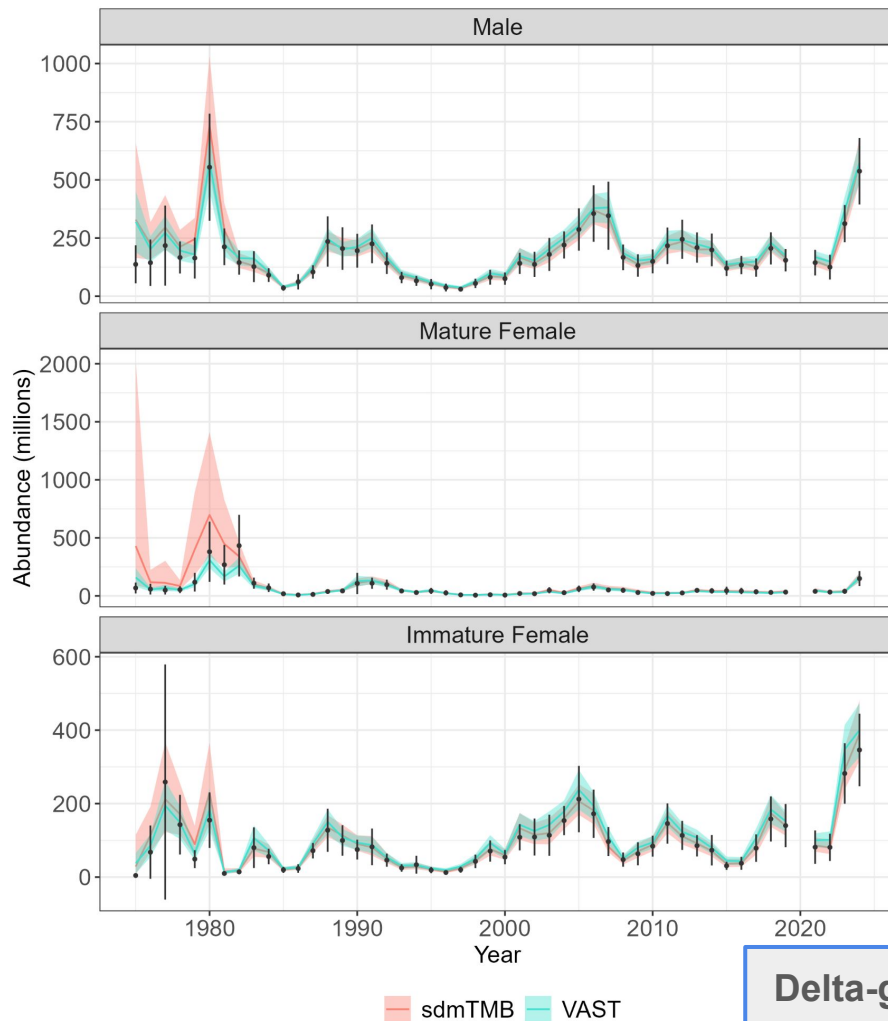 Male
1000
750
500
250
0
Mature Female
2000
1500
1000
500
0
Abundance (millions)
Immature Female
600
400
200
0
1980 1990 2000 2010 2020
Year
sdmTMB VAST
Delta-g